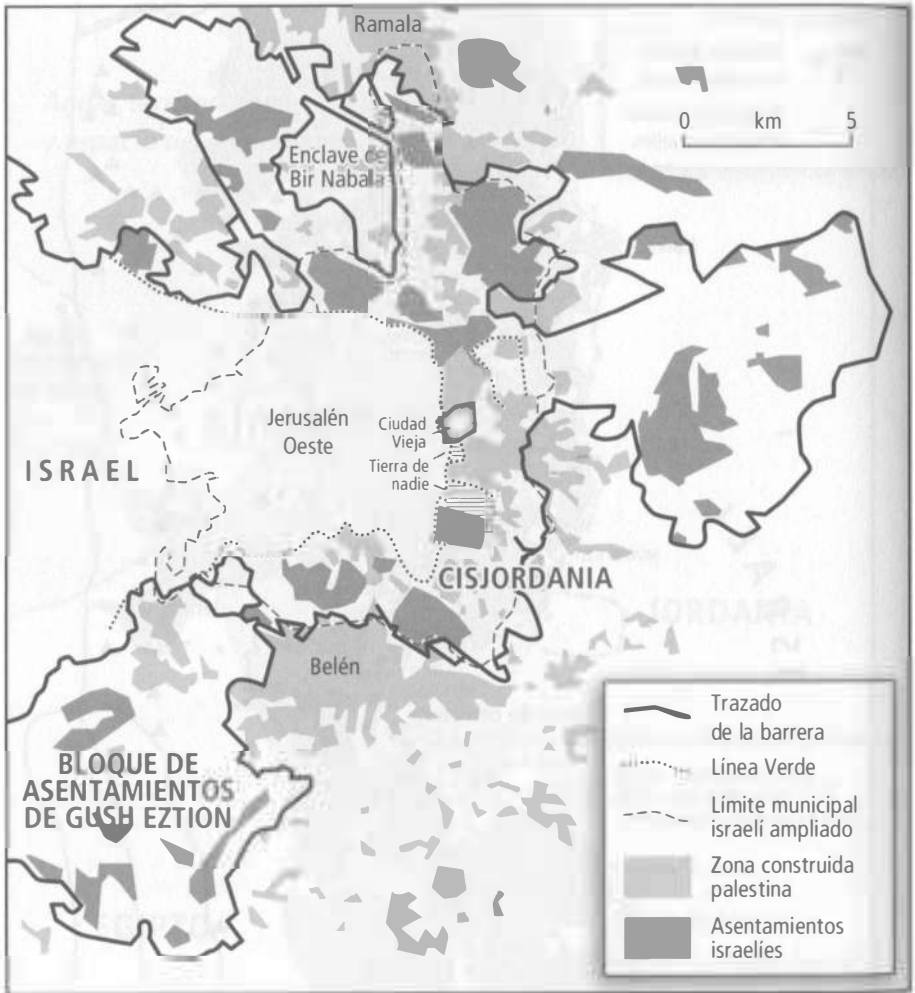 Ramala
0 km 5
Enclave de
Bir Nabala
Jerusalén
Oeste
Ciudad
Vieja
Tierra de
nadie
ISRAEL
CISJORDANIA
JORDANIA
Belén
BLOQUE DE
ASENTAMIENTOS
DE GUSH EZTION
Trazado
de la barrera
Línea Verde
Límite municipal
israelí ampliado
Zona construida
palestina
Asentamientos
israelíes